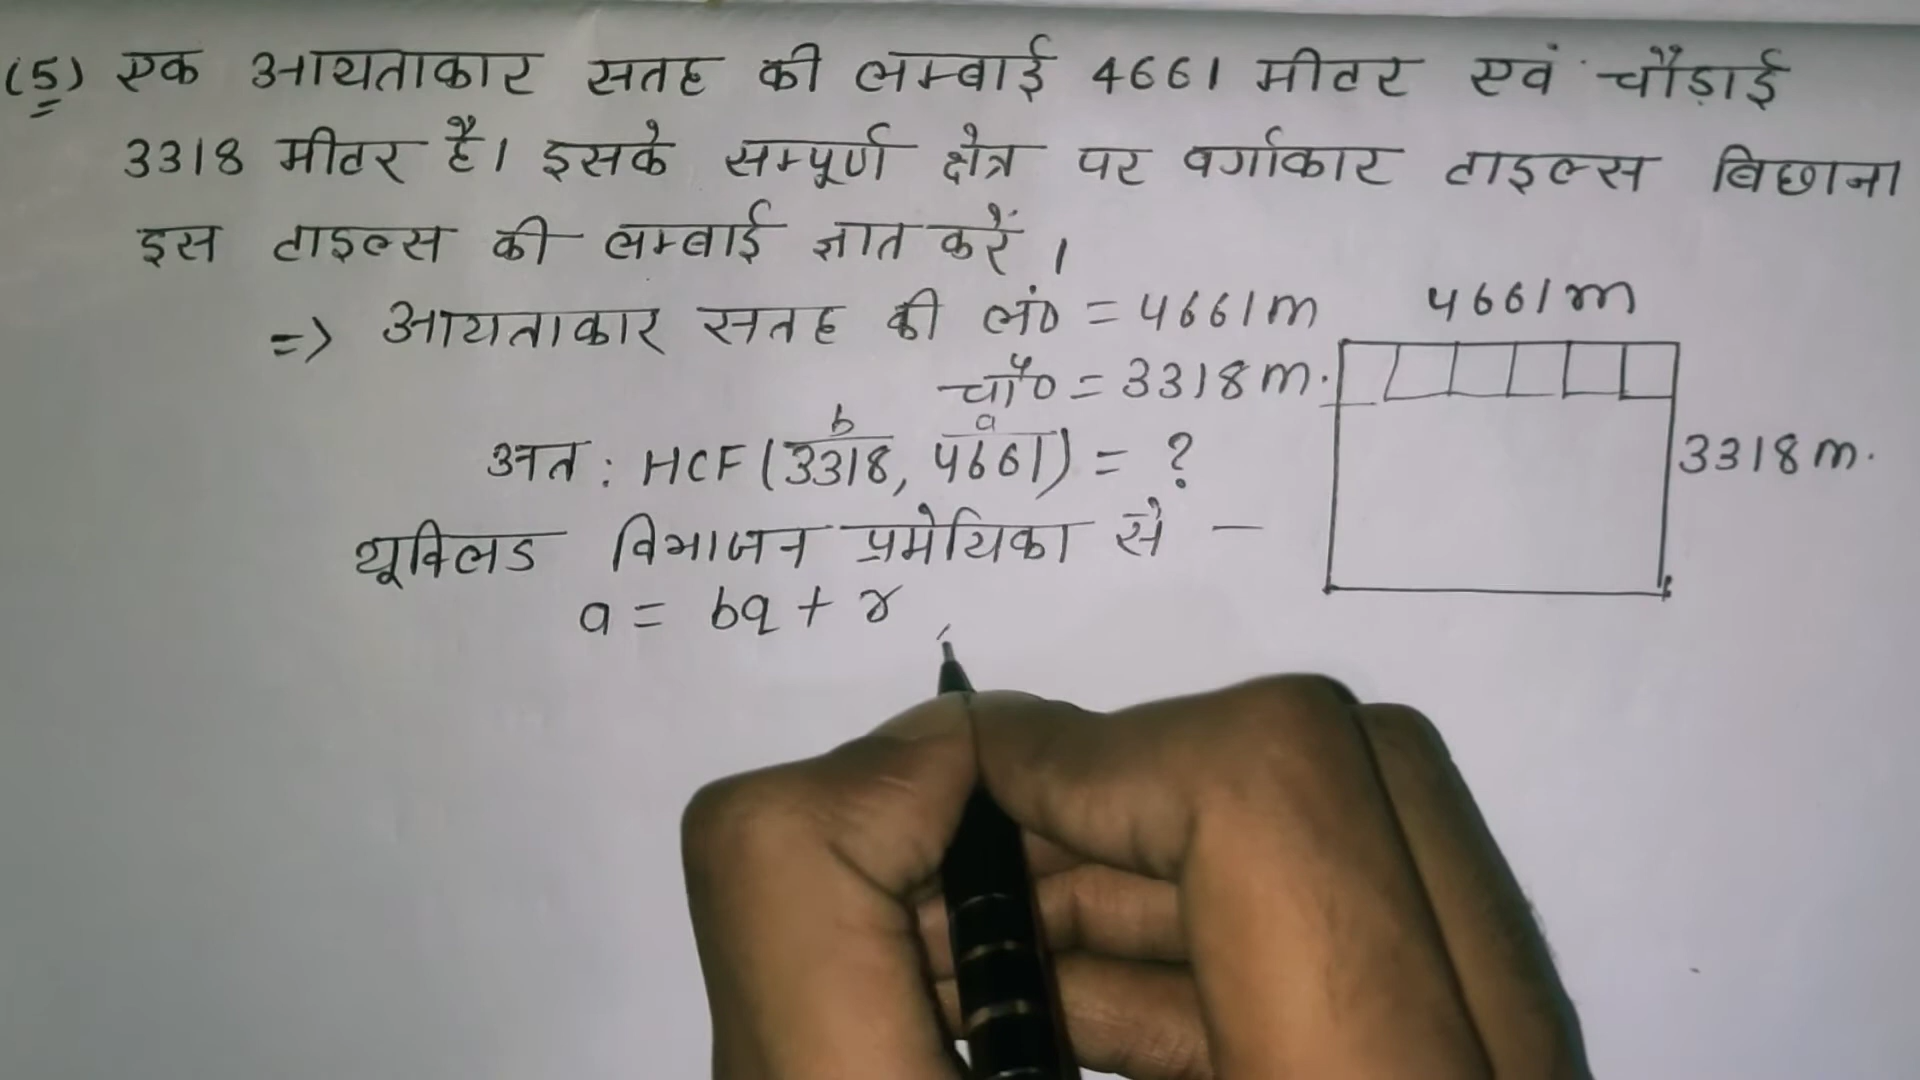 (5) एक आयताकार सतह की लम्बाई 4661 मीटर एवं चौड़ाई
3318 मीटर है। इसके सम्पूर्ण क्षेत्र पर वर्गाकार टाइल्स बिछाना
इस टाइल्स की लम्बाई ज्ञात करें ।
=> आयताकार सतह की लं० = 4661m
चौ० = 3318m.
4661m
3318m.
b a
अत : HCF (3318, 4661) = ?
यूक्लिड विभाजन प्रमेयिका से —
a = bq + r